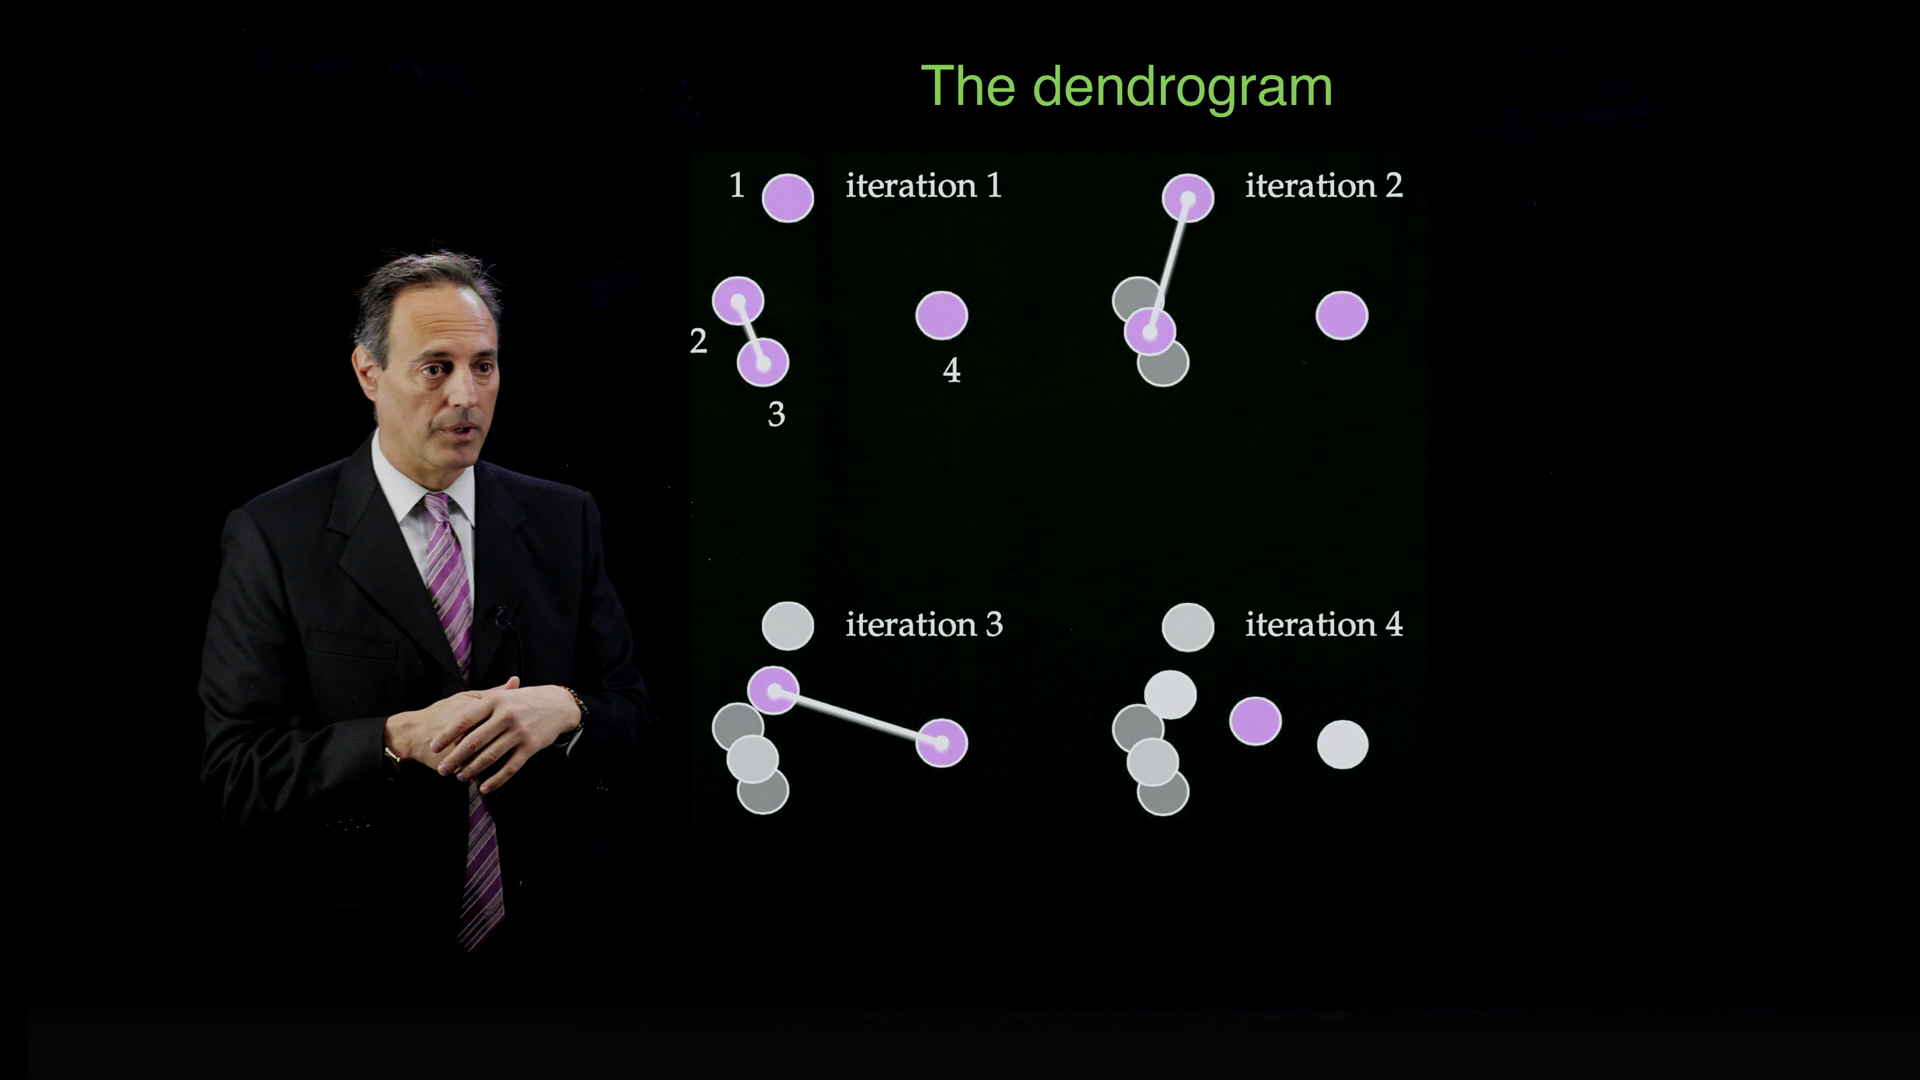 The dendrogram
1
iteration 1
iteration 2
2
4
3
iteration 3
iteration 4